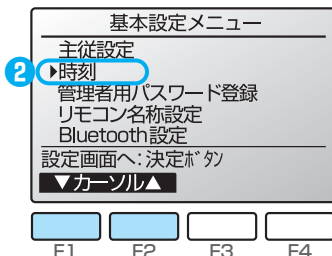 基本設定メニュー
主従設定
2 ▶時刻
管理者用パスワード登録
リモコン名称設定
Bluetooth設定
設定画面へ:決定ボタン
▼カーソル▲
F1 F2 F3 F4